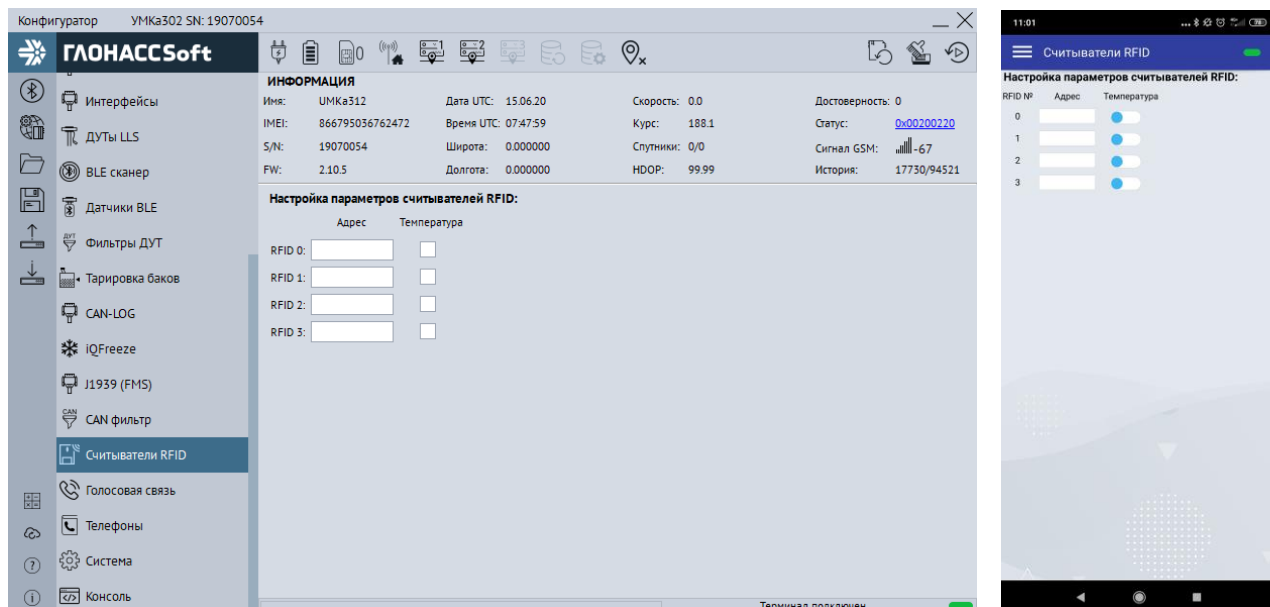 Конфигуратор УМКа302 SN: 19070054
ГЛОНАССSoft
Интерфейсы
ДУТы LLS
BLE сканер
Датчики BLE
Фильтры ДУТ
Тарировка баков
CAN-LOG
iQFreeze
J1939 (FMS)
CAN фильтр
Считыватели RFID
Голосовая связь
Телефоны
Система
Консоль
0
1
2
ИНФОРМАЦИЯ
Имя: UMKa312 Дата UTC: 15.06.20 Скорость: 0.0 Достоверность: 0
IMEI: 866795036762472 Время UTC: 07:47:59 Курс: 188.1 Статус: 0x00200220
S/N: 19070054 Широта: 0.000000 Спутники: 0/0 Сигнал GSM: -67
FW: 2.10.5 Долгота: 0.000000 HDOP: 99.99 История: 17730/94521
Настройка параметров считывателей RFID:
Адрес Температура
RFID 0:
RFID 1:
RFID 2:
RFID 3:
Терминал подключен
11:01
Считыватели RFID
Настройка параметров считывателей RFID:
RFID № Адрес Температура
0
1
2
3